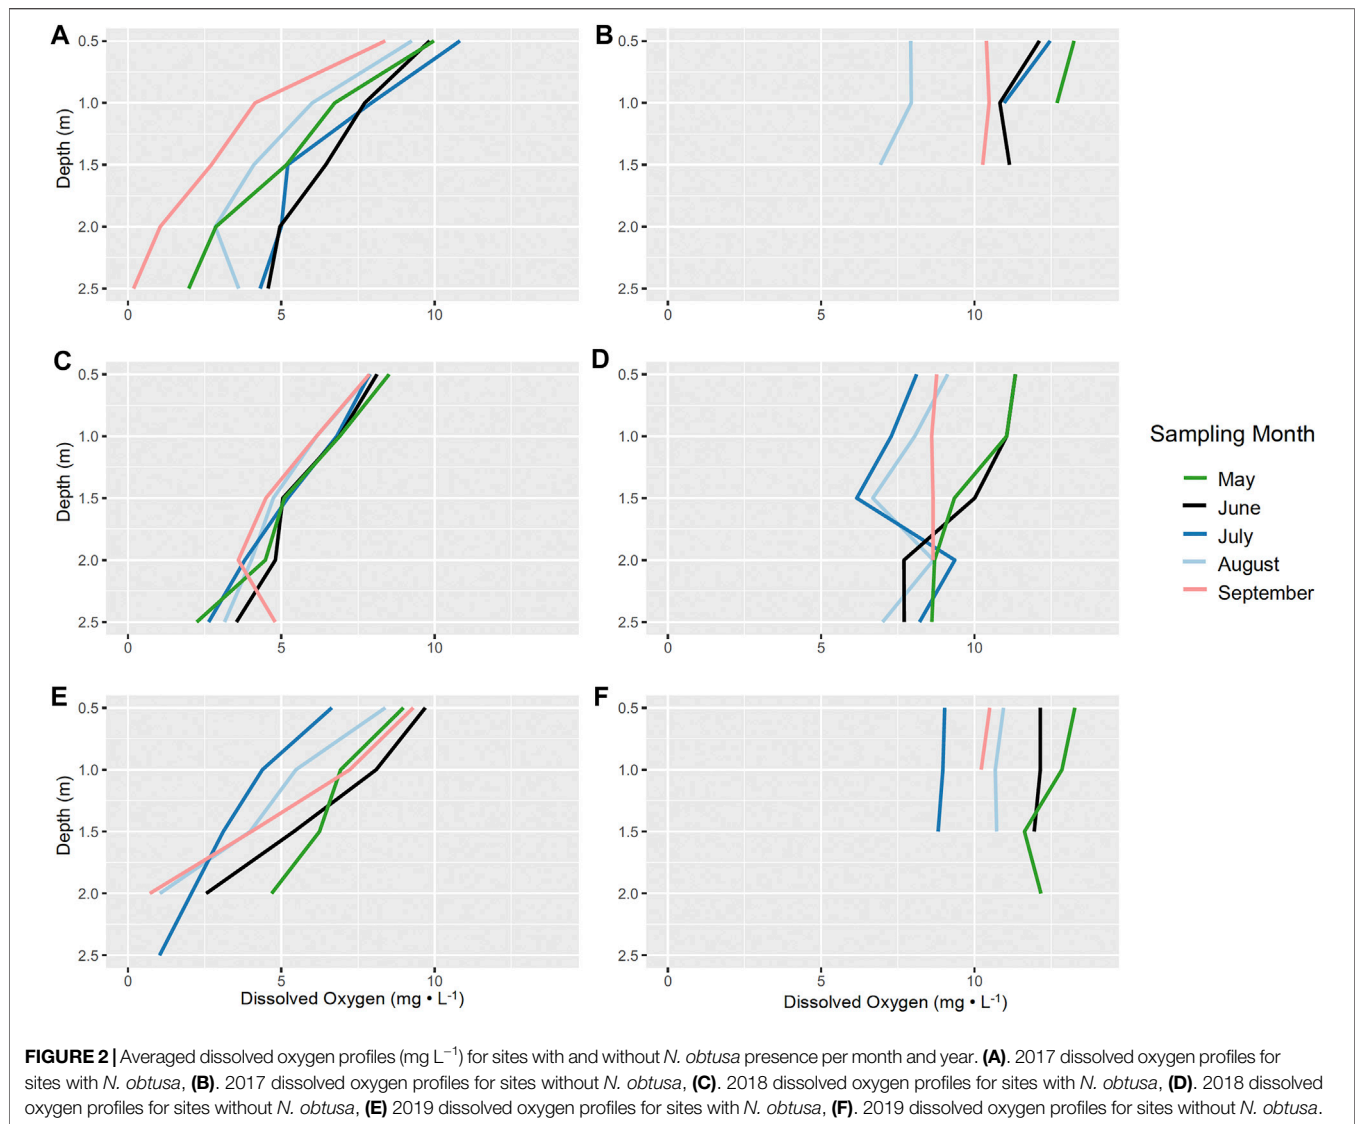 A
B
0.5
1.0
1.5
2.0
2.5
Depth (m)
0 5 10
0.5
1.0
1.5
2.0
2.5
0 5 10
C
D
0.5
1.0
1.5
2.0
2.5
Depth (m)
0 5 10
0.5
1.0
1.5
2.0
2.5
0 5 10
Sampling Month
May
June
July
August
September
E
F
0.5
1.0
1.5
2.0
2.5
Depth (m)
0 5 10
Dissolved Oxygen (mg • L⁻¹)
0.5
1.0
1.5
2.0
2.5
0 5 10
Dissolved Oxygen (mg • L⁻¹)
FIGURE 2 | Averaged dissolved oxygen profiles (mg L⁻¹) for sites with and without N. obtusa presence per month and year. (A). 2017 dissolved oxygen profiles for
sites with N. obtusa, (B). 2017 dissolved oxygen profiles for sites without N. obtusa, (C). 2018 dissolved oxygen profiles for sites with N. obtusa, (D). 2018 dissolved
oxygen profiles for sites without N. obtusa, (E) 2019 dissolved oxygen profiles for sites with N. obtusa, (F). 2019 dissolved oxygen profiles for sites without N. obtusa.